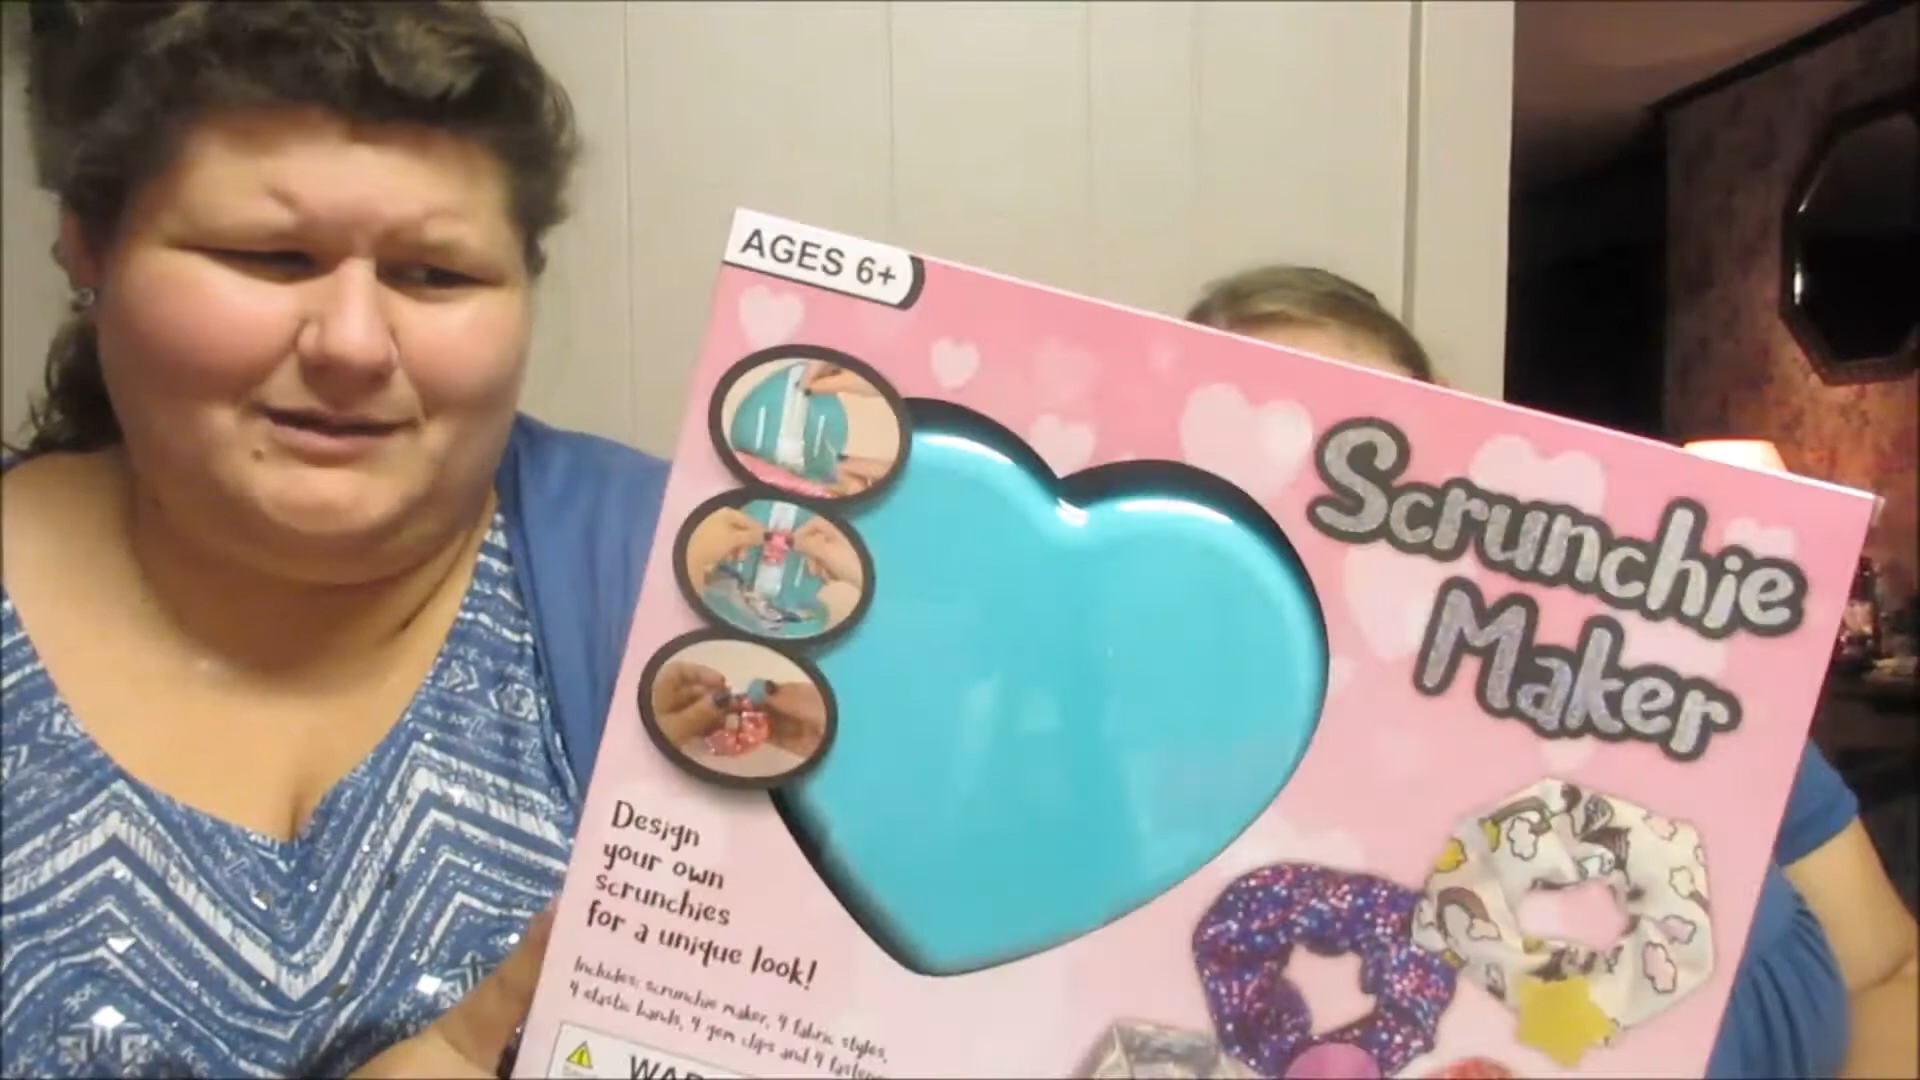 AGES 6+
Scrunchie
Maker
Design
your own
scrunchies
for a unique look!
Includes: scrunchie maker, 4 fabric styles,
4 elastic bands, 4 gem clips and 4